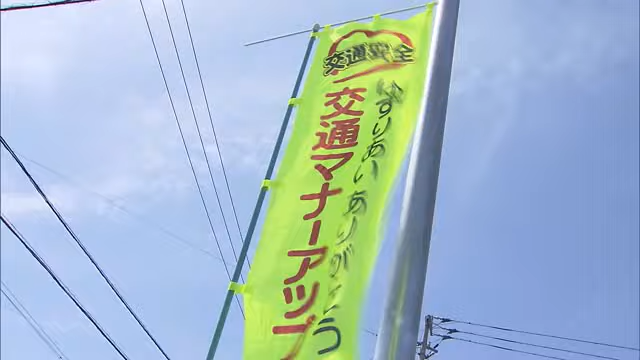 交通安全
ゆずりあい ありがとう
交通マナーアップ